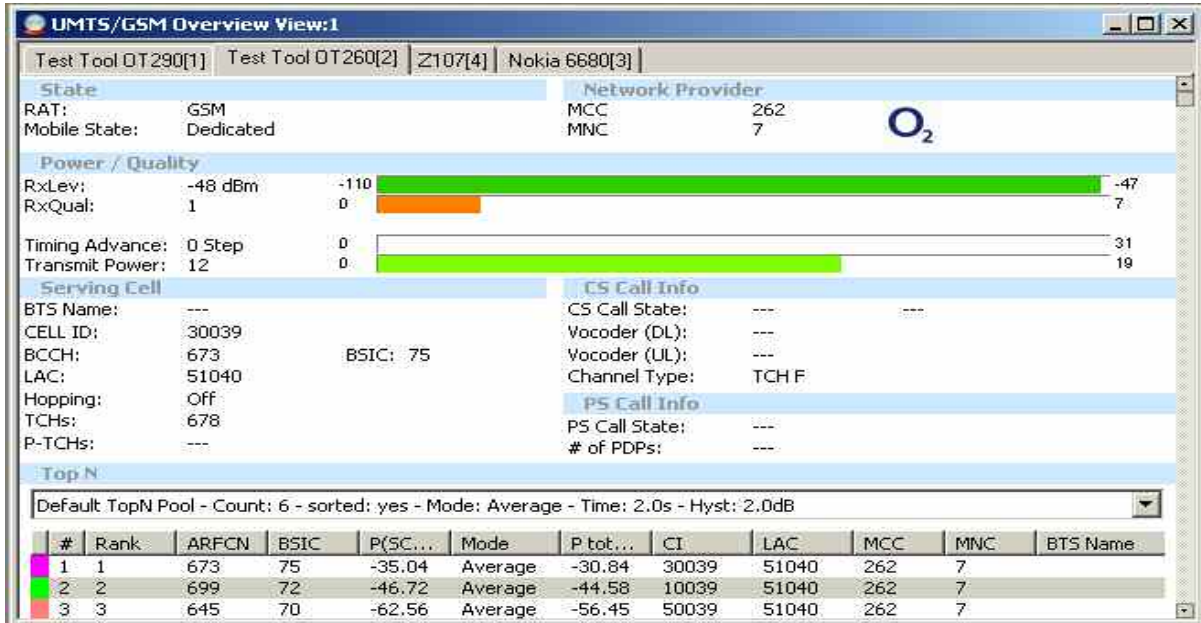 UMTS/GSM Overview View:1
Test Tool OT290[1] Test Tool OT260[2] Z107[4] Nokia 6680[3]
State Network Provider
RAT: GSM MCC 262
Mobile State: Dedicated MNC 7
O2
Power / Quality
RxLev: -48 dBm -110 -47
RxQual: 1 0 7
Timing Advance: 0 Step 0 31
Transmit Power: 12 0 19
Serving Cell CS Call Info
BTS Name: --- CS Call State: --- ---
CELL ID: 30039 Vocoder (DL): ---
BCCH: 673 BSIC: 75 Vocoder (UL): ---
LAC: 51040 Channel Type: TCH F
Hopping: Off PS Call Info
TCHs: 678 PS Call State: ---
P-TCHs: --- # of PDPs: ---
Top N
Default TopN Pool - Count: 6 - sorted: yes - Mode: Average - Time: 2.0s - Hyst: 2.0dB
# Rank ARFCN BSIC P(SC... Mode P tot... CI LAC MCC MNC BTS Name
1 1 673 75 -35.04 Average -30.84 30039 51040 262 7
2 2 699 72 -46.72 Average -44.58 10039 51040 262 7
3 3 645 70 -62.56 Average -56.45 50039 51040 262 7